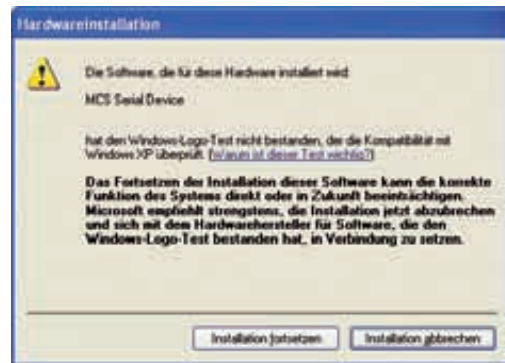 Hardwareinstallation
Die Software, die für diese Hardware installiert wird:
MCS Serial Device
hat den Windows-Logo-Test nicht bestanden, der die Kompatibilität mit
Windows XP überprüft. (Warum ist dieser Test wichtig?)
Das Fortsetzen der Installation dieser Software kann die korrekte
Funktion des Systems direkt oder in Zukunft beeinträchtigen.
Microsoft empfiehlt strengstens, die Installation jetzt abzubrechen
und sich mit dem Hardwarehersteller für Software, die den
Windows-Logo-Test bestanden hat, in Verbindung zu setzen.
Installation fortsetzen
Installation abbrechen